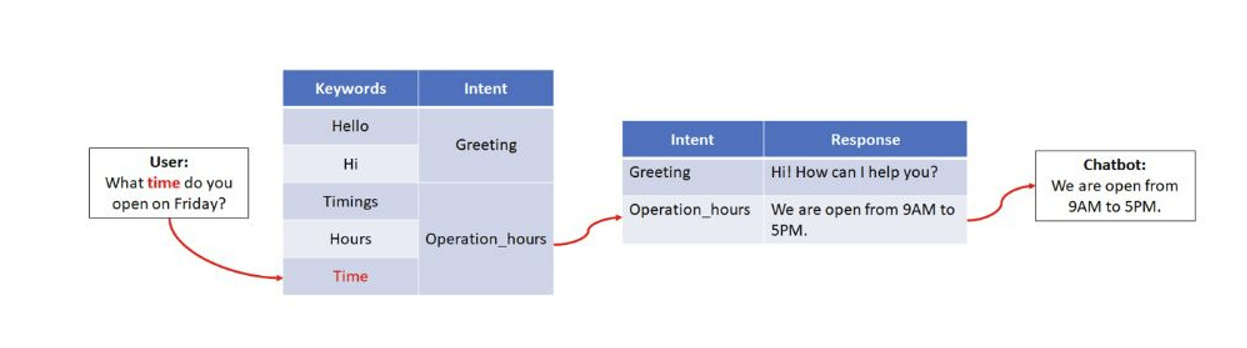 User:
What time do you
open on Friday?
Keywords
Intent
Hello
Hi
Greeting
Timings
Hours
Time
Operation_hours
Intent
Response
Greeting
Hi! How can I help you?
Operation_hours
We are open from 9AM to
5PM.
Chatbot:
We are open from
9AM to 5PM.